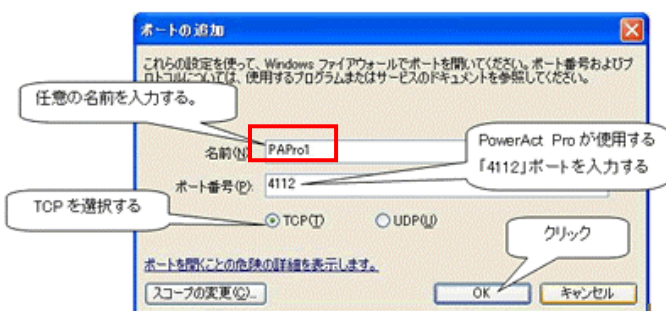 ポートの追加
これらの設定を使って、Windows ファイアウォールでポートを開いてください。ポート番号およびプ
ロトコルについては、使用するプログラムまたはサービスのドキュメントを参照してください。
任意の名前を入力する。
名前(N)
PAPro1
PowerAct Pro が使用する
「4112」ポートを入力する
ポート番号(P):
4112
TCP を選択する
TCP(T)
UDP(U)
クリック
ポートを開くことの危険の詳細を表示します。
スコープの変更(C)...
OK
キャンセル